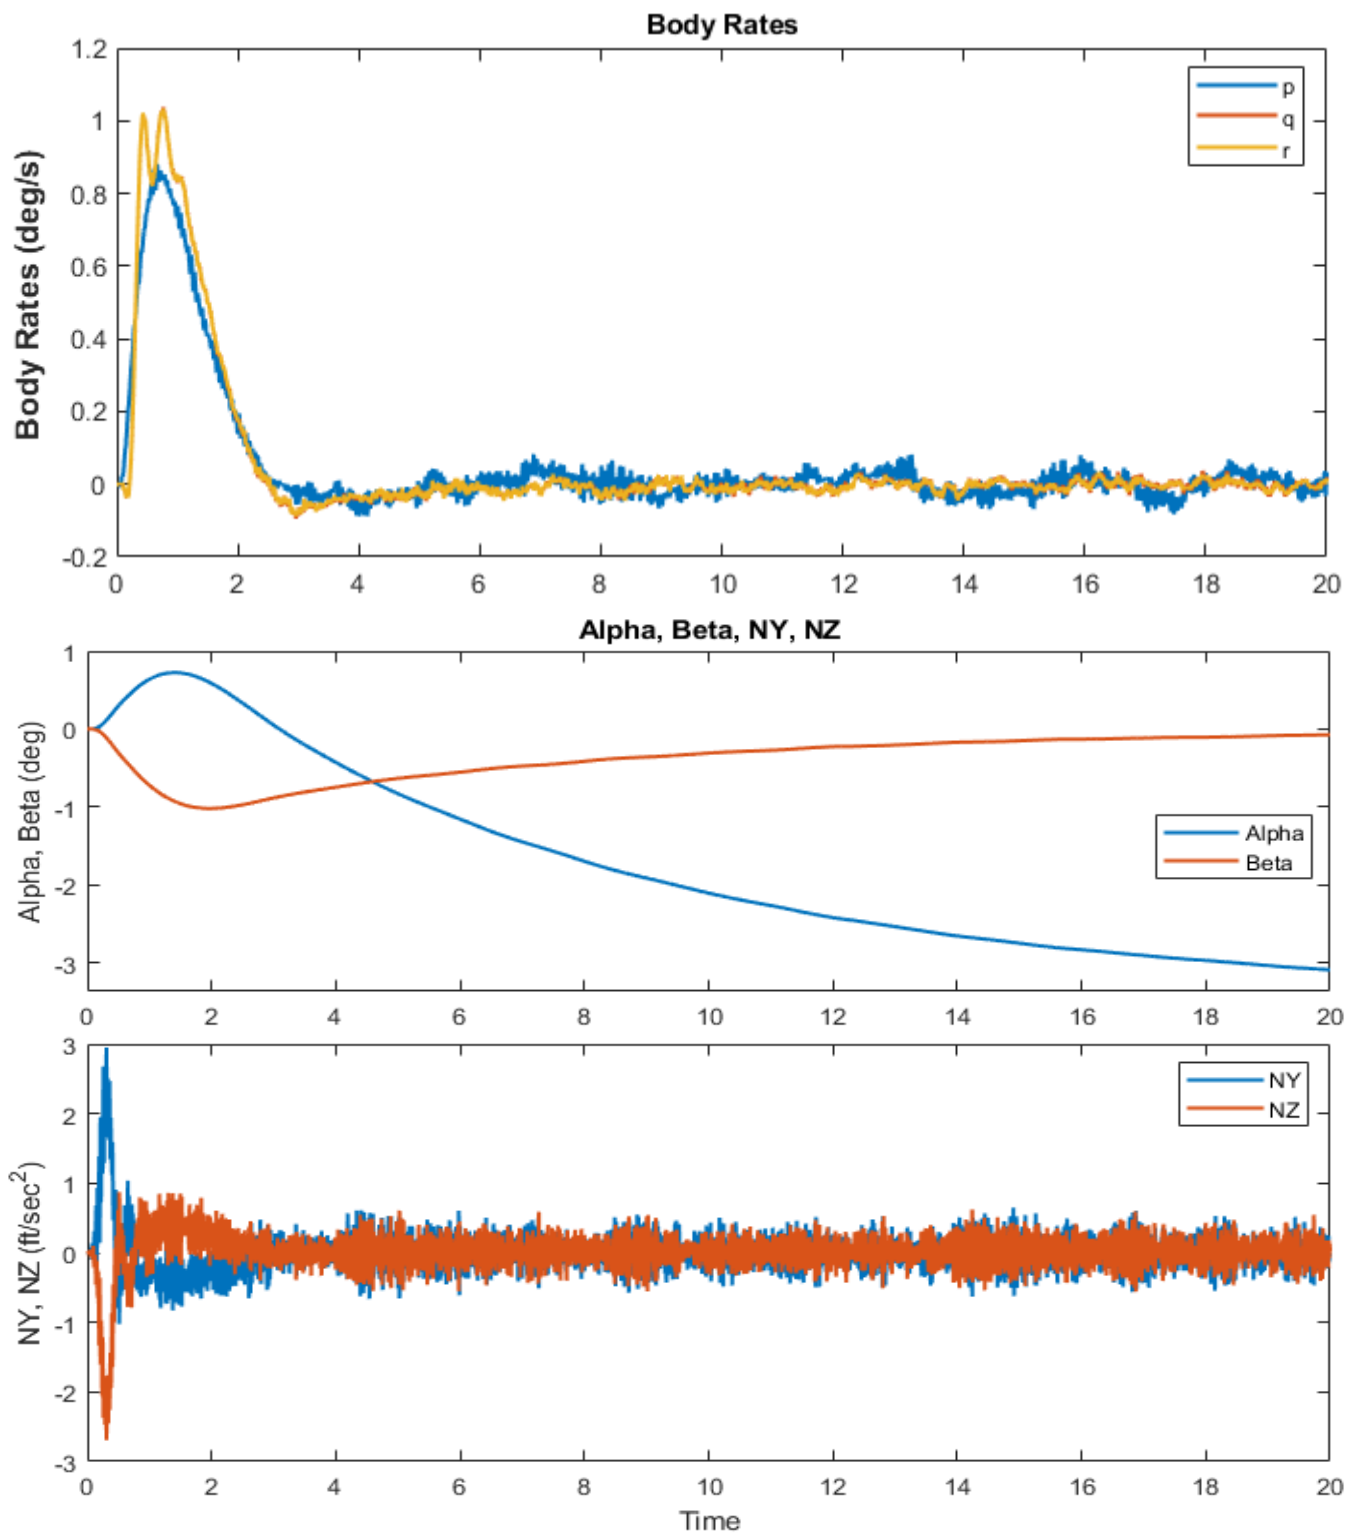 Body Rates
Body Rates (deg/s)
1.2
1
0.8
0.6
0.4
0.2
0
-0.2
p
q
r
0 2 4 6 8 10 12 14 16 18 20
Alpha, Beta, NY, NZ
Alpha, Beta (deg)
1
0
-1
-2
-3
Alpha
Beta
0 2 4 6 8 10 12 14 16 18 20
NY, NZ (ft/sec²)
3
2
1
0
-1
-2
-3
NY
NZ
0 2 4 6 8 10 12 14 16 18 20
Time